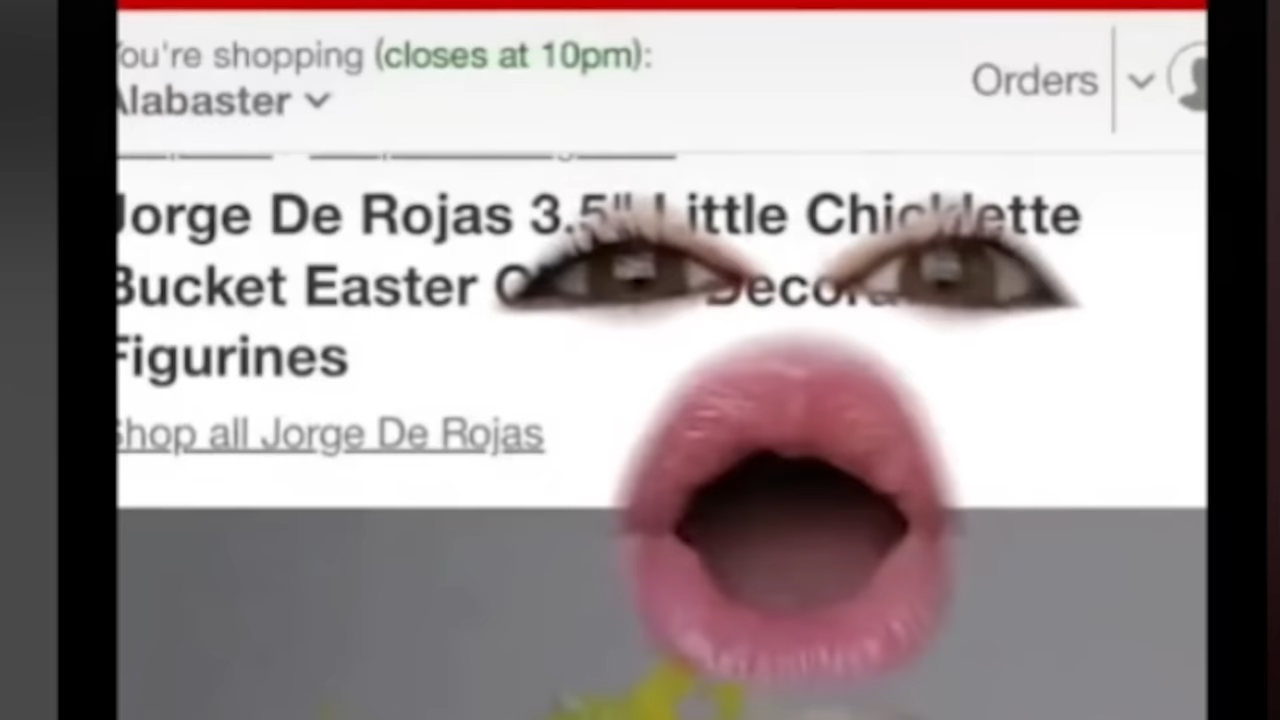 You're shopping (closes at 10pm):
Alabaster
Orders
Jorge De Rojas 3.5" Little Chicklette
Bucket Easter Decorative
Figurines
Shop all Jorge De Rojas